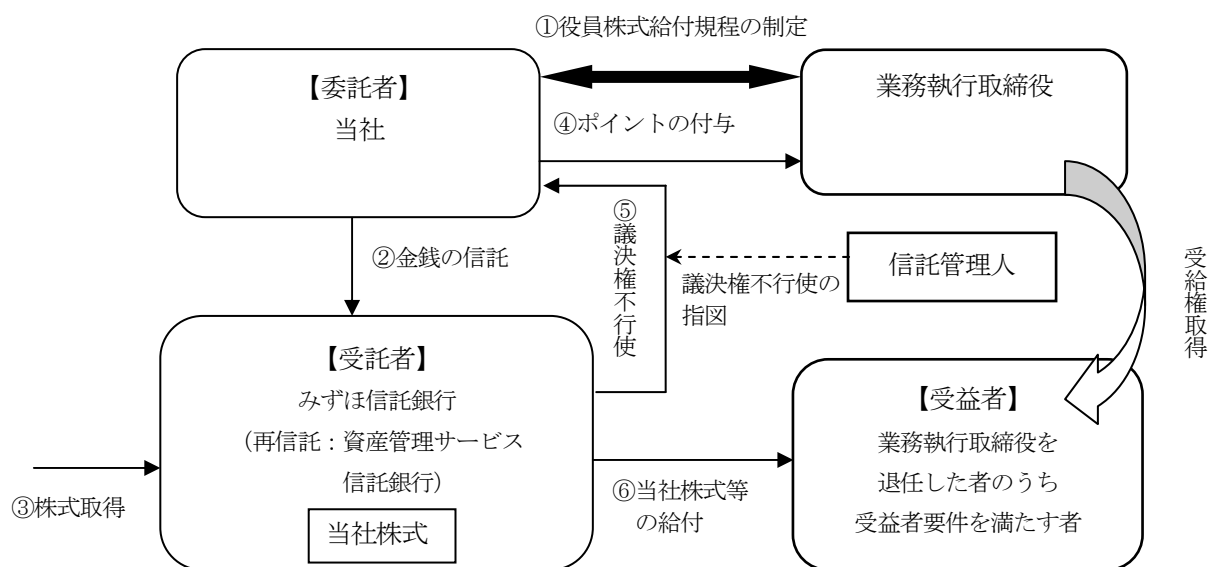 ①役員株式給付規程の制定
【委託者】
当社
業務執行取締役
④ポイントの付与
②金銭の信託
⑤議決権不行使
議決権不行使の
指図
信託管理人
受給権取得
【受託者】
みずほ信託銀行
（再信託：資産管理サービス
信託銀行）
当社株式
③株式取得
⑥当社株式等
の給付
【受益者】
業務執行取締役を
退任した者のうち
受益者要件を満たす者